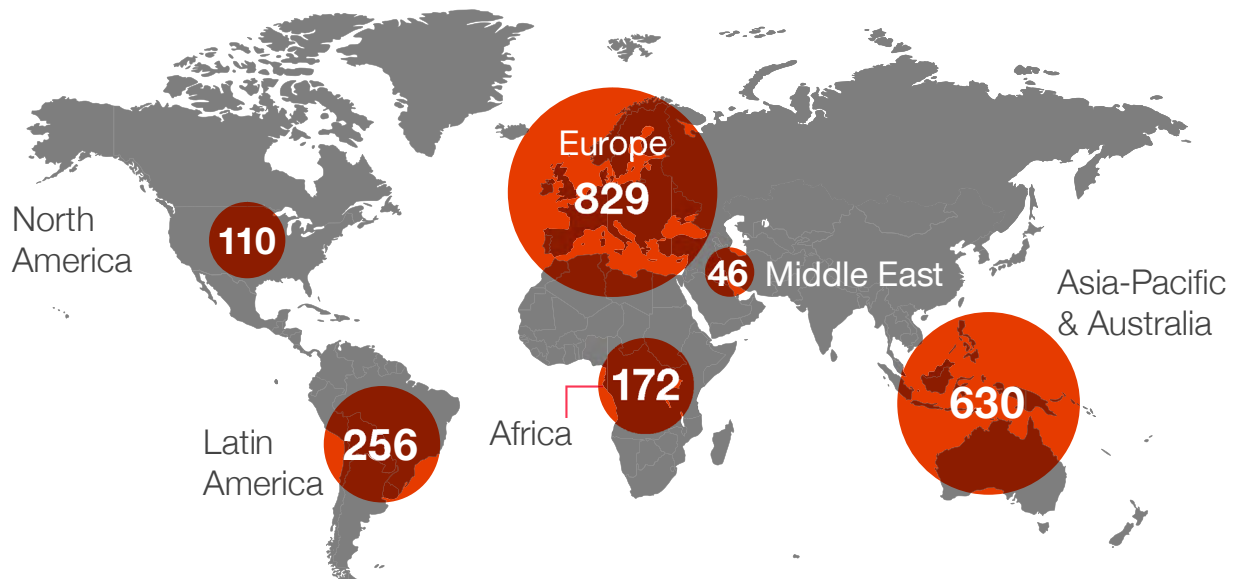 Europe
829
North
America
110
46
Middle East
Asia-Pacific
& Australia
172
630
Africa
Latin
America
256